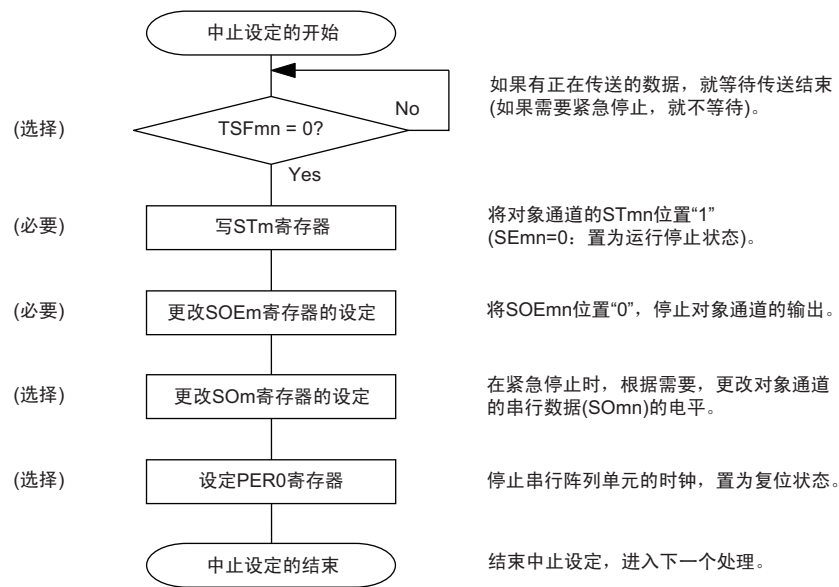 中止设定的开始
如果有正在传送的数据，就等待传送结束
(如果需要紧急停止，就不等待)。
No
(选择)
TSFmn = 0?
Yes
(必要)
写STm寄存器
将对象通道的STmn位置“1”
(SEmn=0：置为运行停止状态)。
(必要)
更改SOEm寄存器的设定
将SOEmn位置“0”，停止对象通道的输出。
(选择)
更改SOm寄存器的设定
在紧急停止时，根据需要，更改对象通道
的串行数据(SOmn)的电平。
(选择)
设定PER0寄存器
停止串行阵列单元的时钟，置为复位状态。
中止设定的结束
结束中止设定，进入下一个处理。